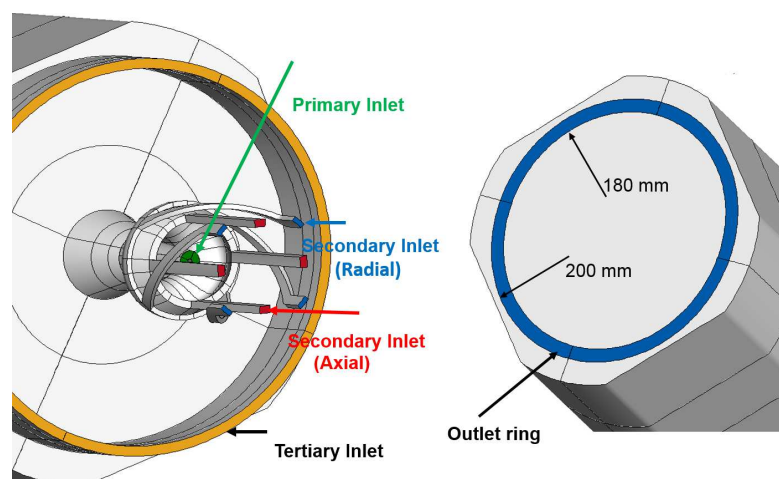 Primary Inlet
180 mm
Secondary Inlet
(Radial)
200 mm
Secondary Inlet
(Axial)
Outlet ring
Tertiary Inlet